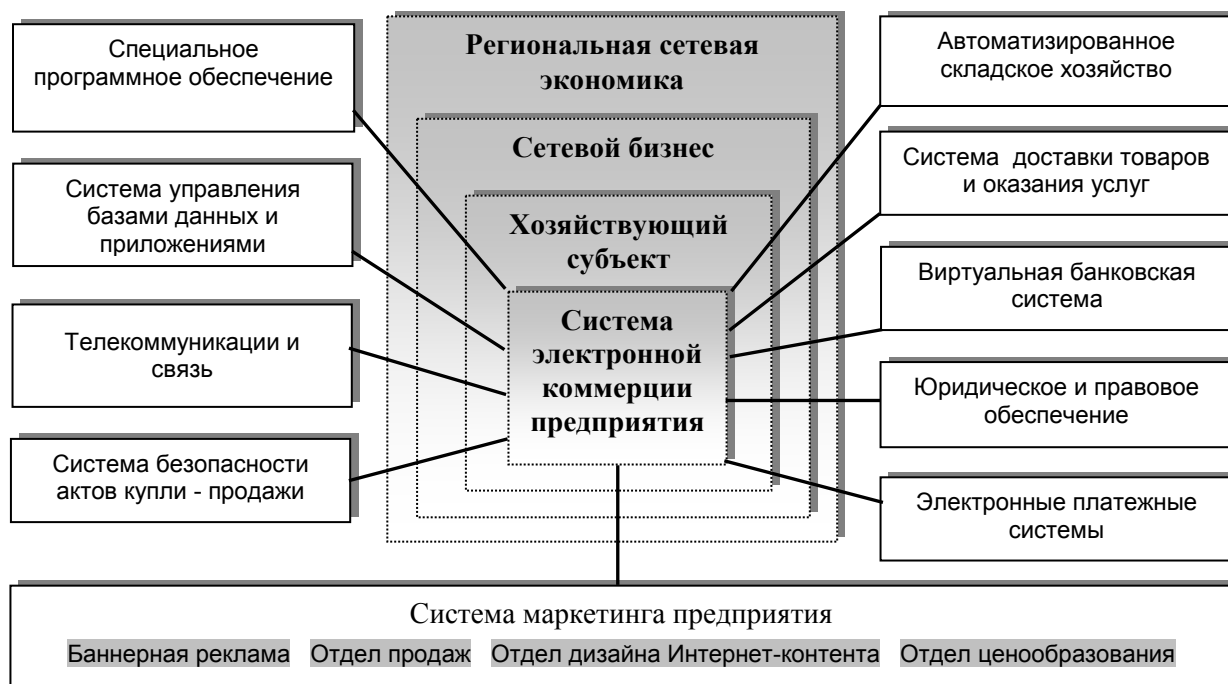 Специальное
программное обеспечение
Система управления
базами данных и
приложениями
Телекоммуникации и
связь
Система безопасности
актов купли - продажи
Региональная сетевая
экономика
Сетевой бизнес
Хозяйствующий
субъект
Система
электронной
коммерции
предприятия
Автоматизированное
складское хозяйство
Система доставки товаров
и оказания услуг
Виртуальная банковская
система
Юридическое и правовое
обеспечение
Электронные платежные
системы
Система маркетинга предприятия
Баннерная реклама Отдел продаж Отдел дизайна Интернет-контента Отдел ценообразования